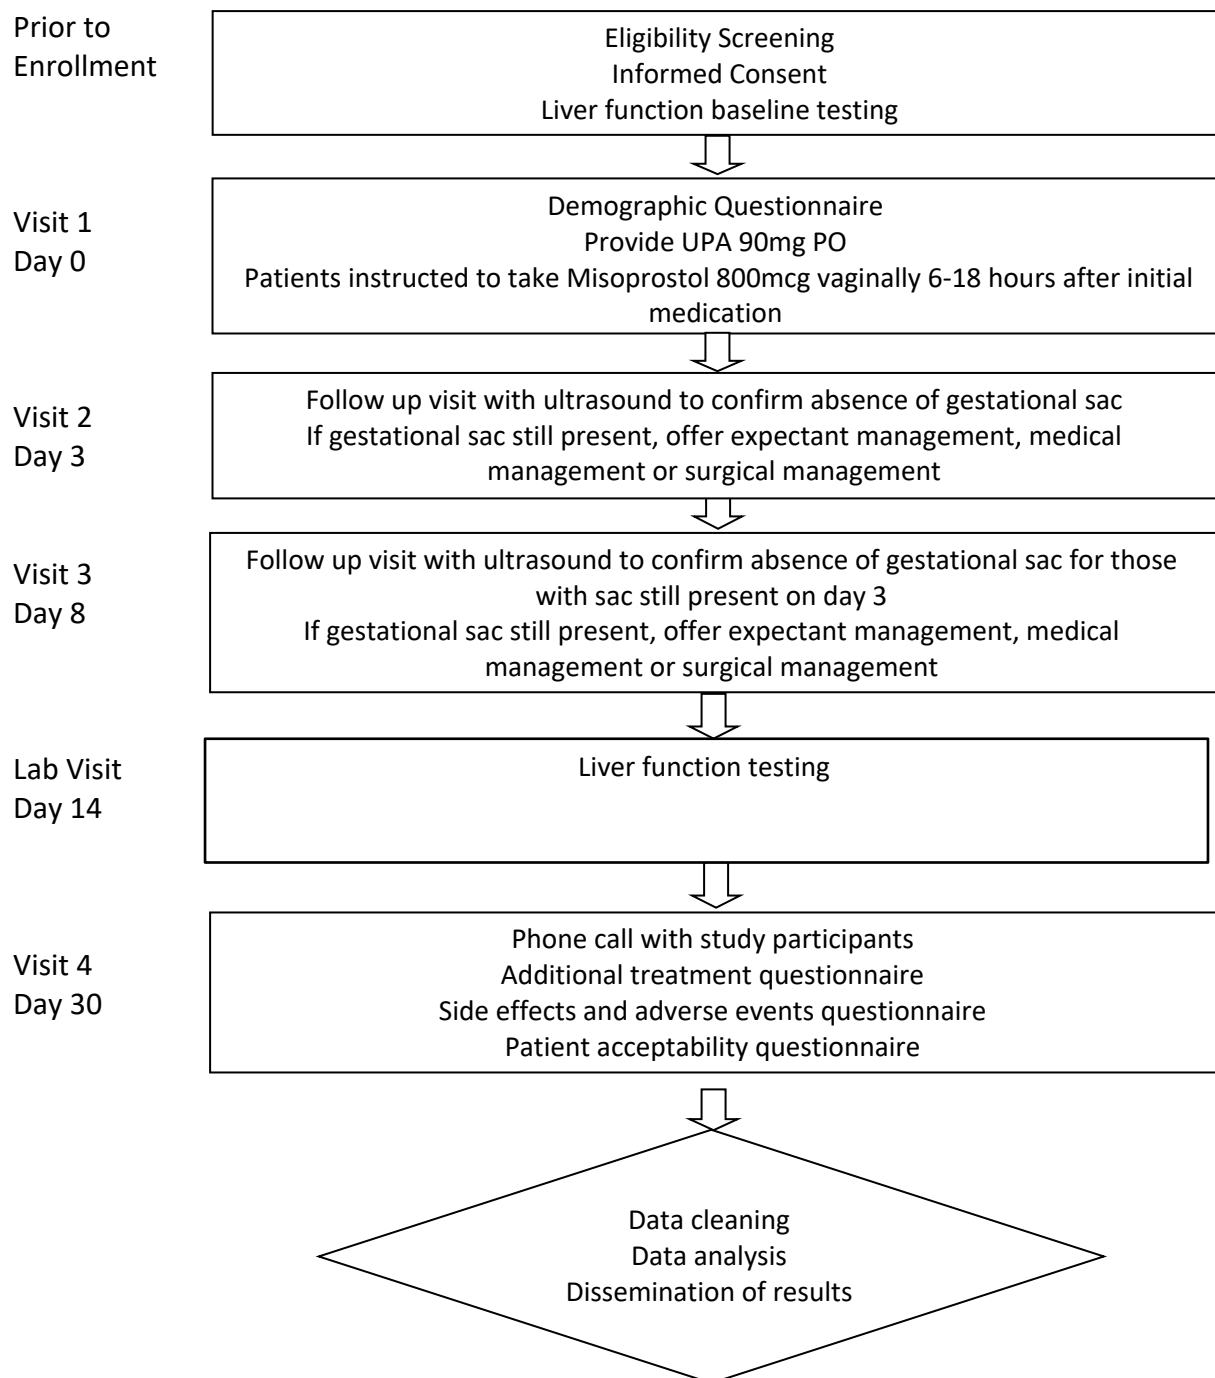 Prior to
Enrollment
Eligibility Screening
Informed Consent
Liver function baseline testing
Visit 1
Day 0
Demographic Questionnaire
Provide UPA 90mg PO
Patients instructed to take Misoprostol 800mcg vaginally 6-18 hours after initial
medication
Visit 2
Day 3
Follow up visit with ultrasound to confirm absence of gestational sac
If gestational sac still present, offer expectant management, medical
management or surgical management
Visit 3
Day 8
Follow up visit with ultrasound to confirm absence of gestational sac for those
with sac still present on day 3
If gestational sac still present, offer expectant management, medical
management or surgical management
Lab Visit
Day 14
Liver function testing
Visit 4
Day 30
Phone call with study participants
Additional treatment questionnaire
Side effects and adverse events questionnaire
Patient acceptability questionnaire
Data cleaning
Data analysis
Dissemination of results